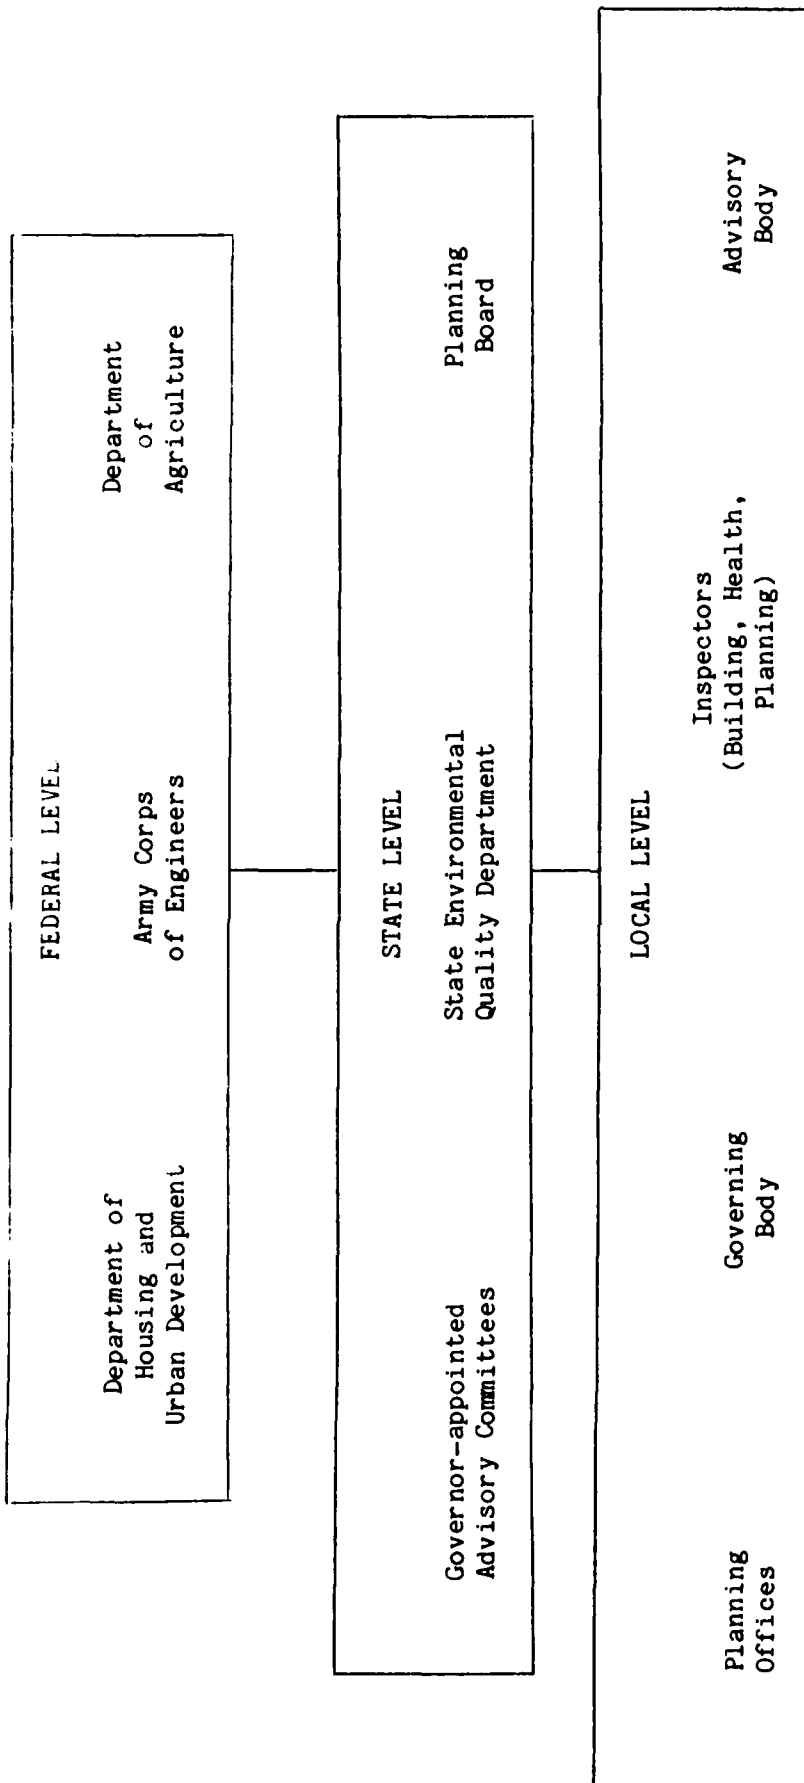 FEDERAL LEVEL
Department of
Housing and
Urban Development
Army Corps
of Engineers
Department
of
Agriculture
STATE LEVEL
Governor-appointed
Advisory Committees
State Environmental
Quality Department
Planning
Board
LOCAL LEVEL
Planning
Offices
Governing
Body
Inspectors
(Building, Health,
Planning)
Advisory
Body